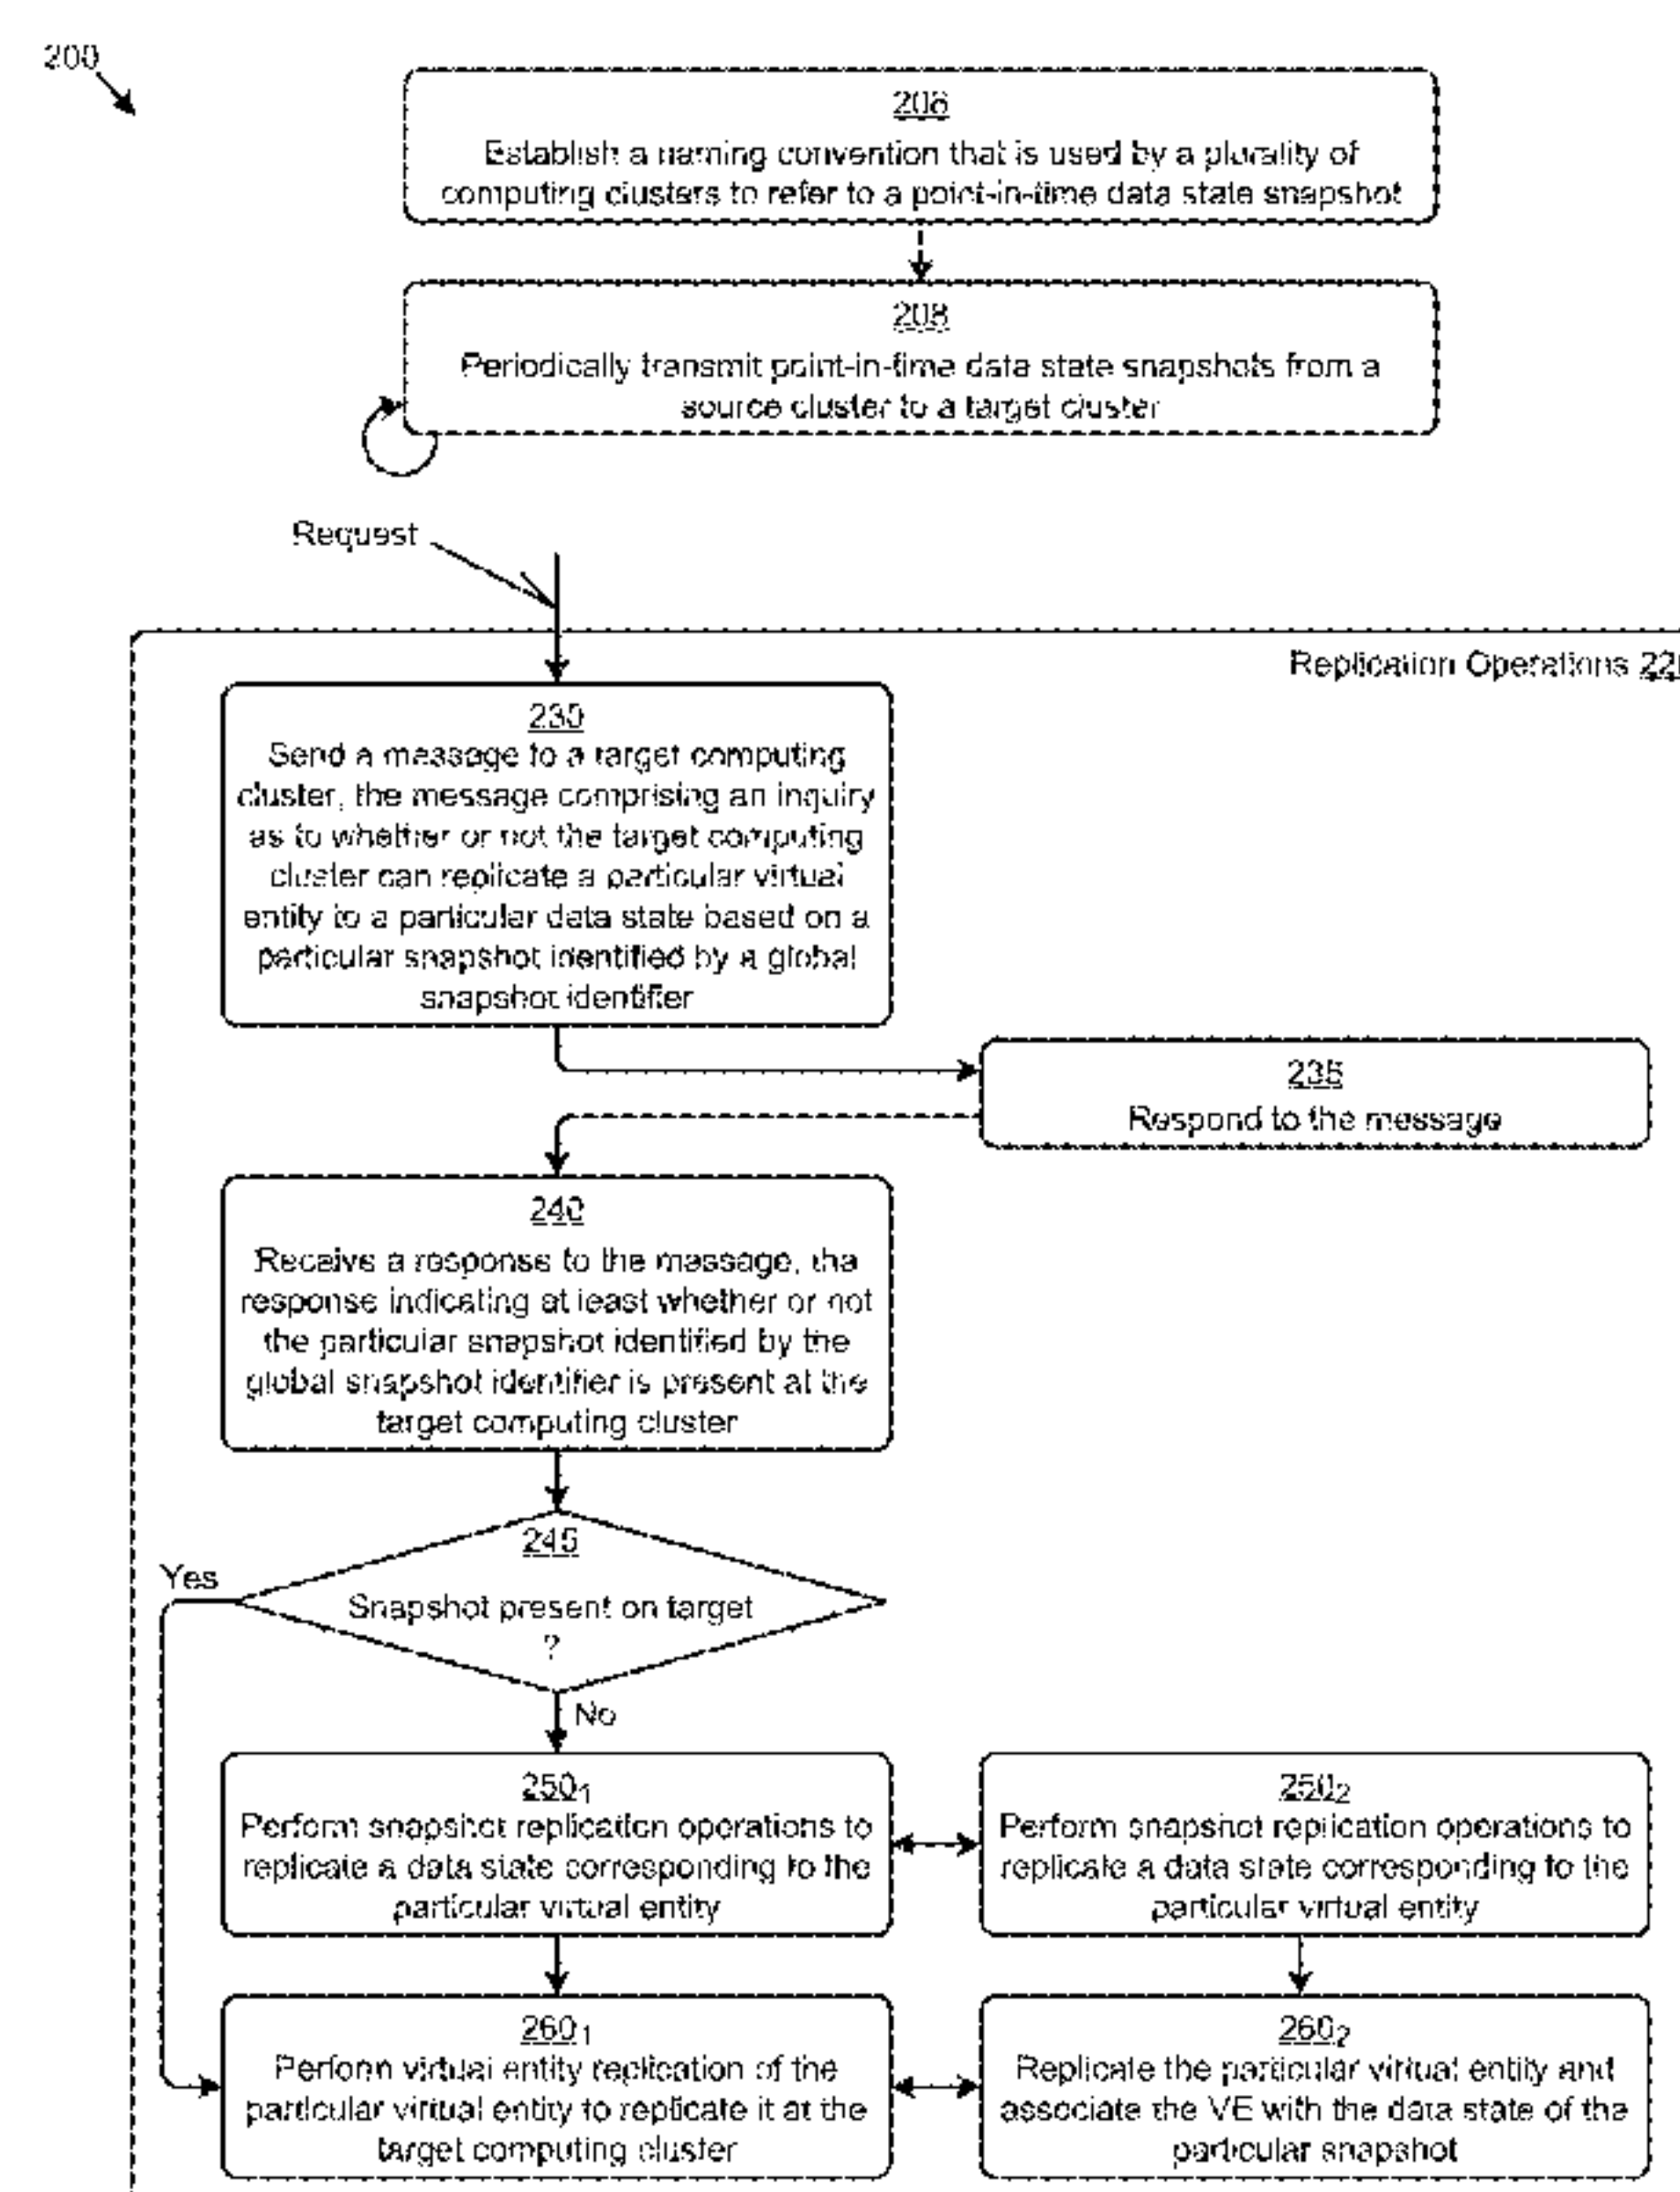 200
206
Establish a naming convention that is used by a plurality of
computing clusters to refer to a point-in-time data state snapshot
208
Periodically transmit point-in-time data state snapshots from a
source cluster to a target cluster
Request
Replication Operations
230
Send a message to a target computing
cluster, the message comprising an inquiry
as to whether or not the target computing
cluster can replicate a particular virtual
entity to a particular data state based on a
particular snapshot identified by a global
snapshot identifier
235
Respond to the message
240
Receive a response to the message, the
response indicating at least whether or not
the particular snapshot identified by the
global snapshot identifier is present at the
target computing cluster
245
Yes
Snapshot present on target
?
No
250₁
Perform snapshot replication operations to
replicate a data state corresponding to the
particular virtual entity
250₂
Perform snapshot replication operations to
replicate a data state corresponding to the
particular virtual entity
260₁
Perform virtual entity replication of the
particular virtual entity to replicate it at the
target computing cluster
260₂
Replicate the particular virtual entity and
associate the VE with the data state of the
particular snapshot